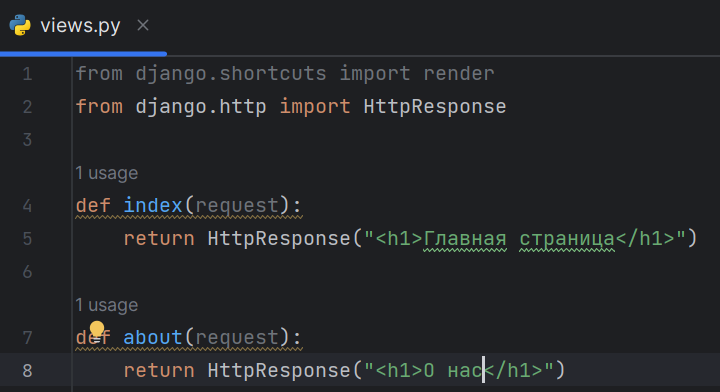 views.py
1 from django.shortcuts import render
2 from django.http import HttpResponse
3
1 usage
4 def index(request):
5 return HttpResponse("<h1>Главная страница</h1>")
6
1 usage
7 def about(request):
8 return HttpResponse("<h1>О нас</h1>")